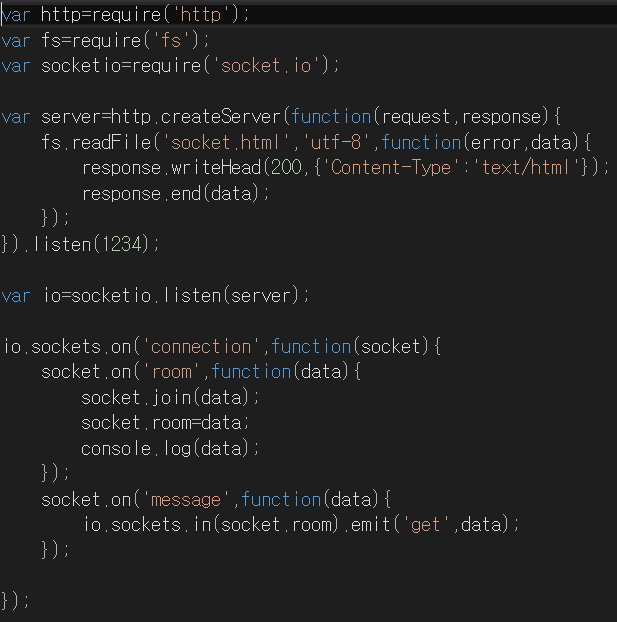 var http=require('http');
var fs=require('fs');
var socketio=require('socket.io');
var server=http.createServer(function(request,response){
fs.readFile('socket.html','utf-8',function(error,data){
response.writeHead(200,{'Content-Type':'text/html'});
response.end(data);
});
}).listen(1234);
var io=socketio.listen(server);
io.sockets.on('connection',function(socket){
socket.on('room',function(data){
socket.join(data);
socket.room=data;
console.log(data);
});
socket.on('message',function(data){
io.sockets.in(socket.room).emit('get',data);
});
});